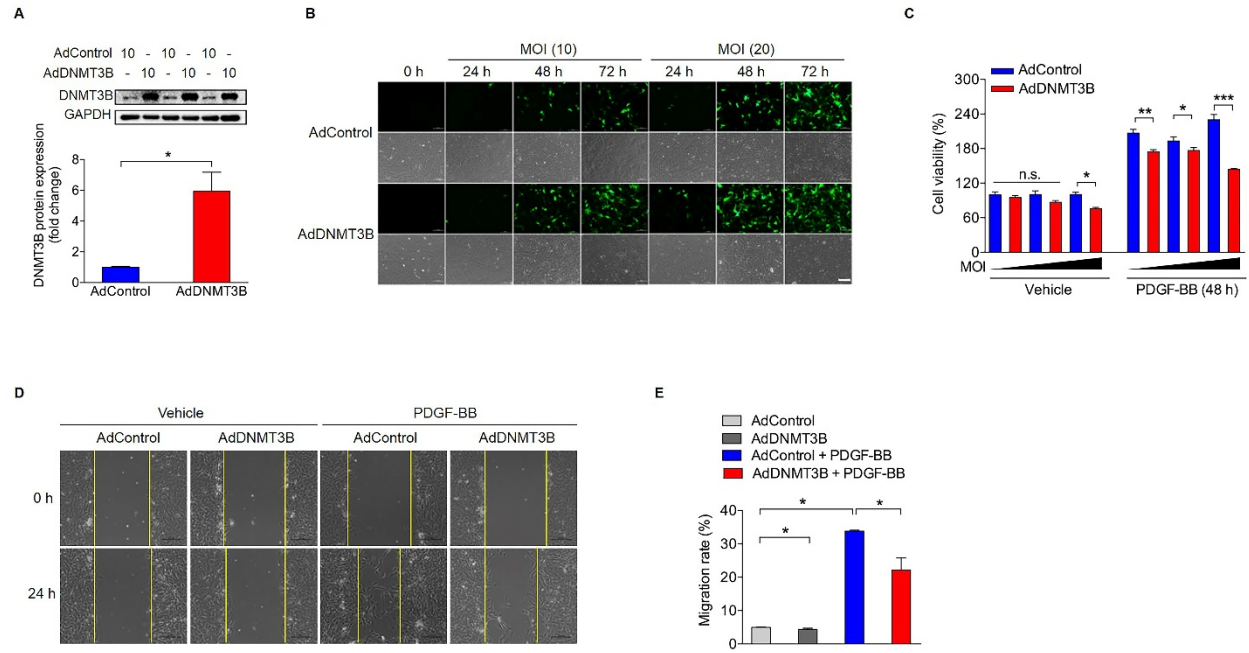 A
AdControl 10 - 10 - 10 -
AdDNMT3B - 10 - 10 - 10
DNMT3B
GAPDH
DNMT3B protein expression
(fold change)
8
6
4
2
0
*
AdControl AdDNMT3B
B
MOI (10) MOI (20)
0 h 24 h 48 h 72 h 24 h 48 h 72 h
AdControl
AdDNMT3B
C
AdControl
AdDNMT3B
Cell viability (%)
300
240
180
120
60
0
n.s. * ** * ***
MOI
Vehicle PDGF-BB (48 h)
D
Vehicle PDGF-BB
AdControl AdDNMT3B AdControl AdDNMT3B
0 h
24 h
E
AdControl
AdDNMT3B
AdControl + PDGF-BB
AdDNMT3B + PDGF-BB
Migration rate (%)
40
30
20
10
0
* * *